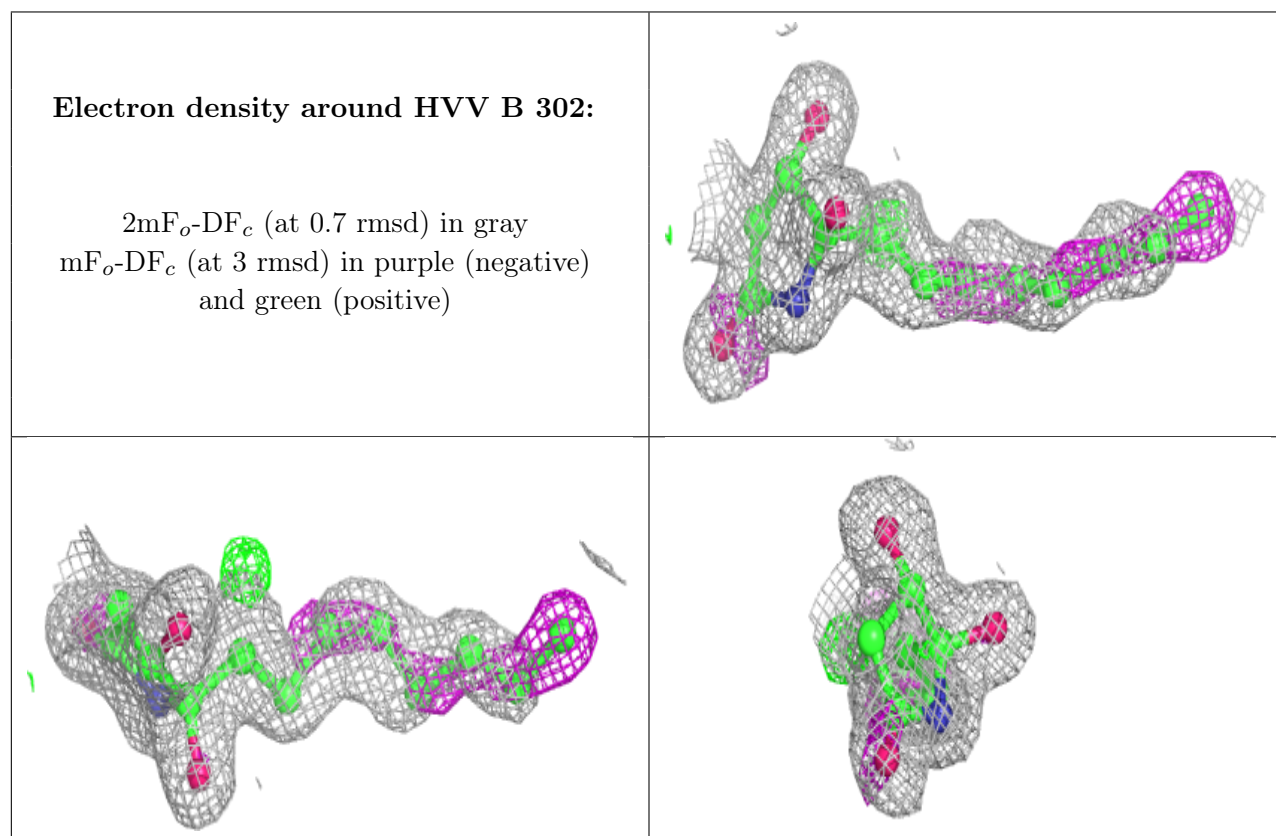 Electron density around HVV B 302:
2mFo-DFc (at 0.7 rmsd) in gray
mFo-DFc (at 3 rmsd) in purple (negative)
and green (positive)